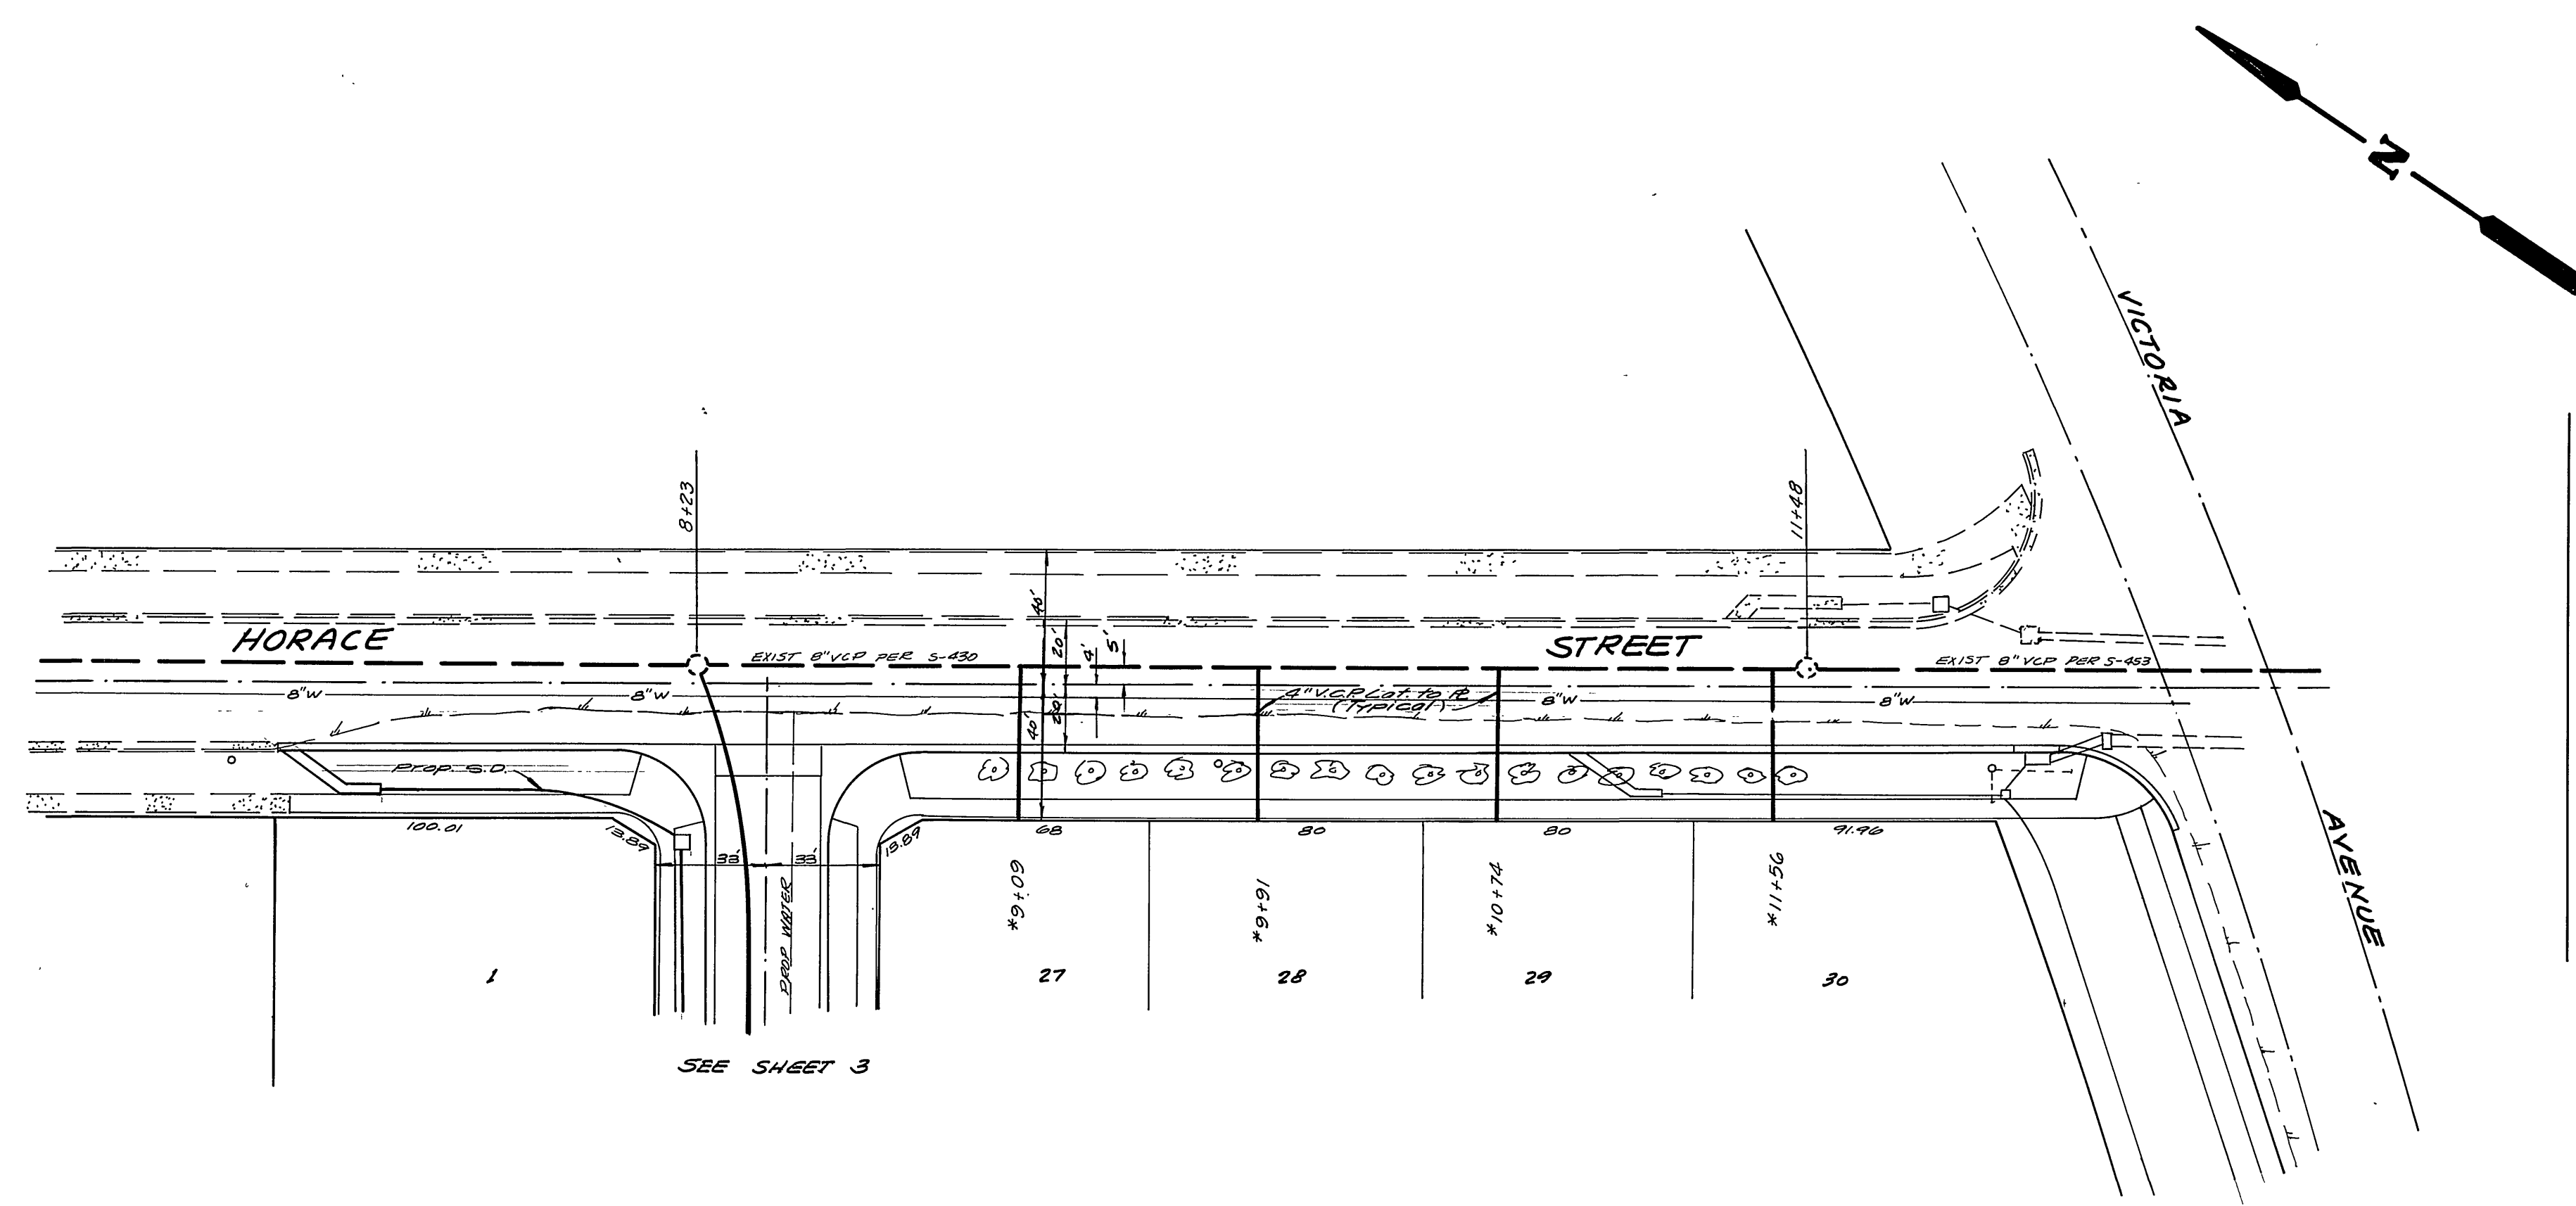 N
VICTORIA
AVENUE
8+23
11+48
HORACE
STREET
EXIST 8" VCP PER S-430
EXIST 8" VCP PER S-453
40'
20'
4'
5'
40'
20'
8"W
8"W
4" V.C.P. Lat. to PL
(Typical)
8"W
8"W
Prop. S.D.
100.01
13.89
33'
33'
13.89
68
80
80
91.96
PROP WATER
*9+09
*9+91
*10+74
*11+56
1
27
28
29
30
SEE SHEET 3